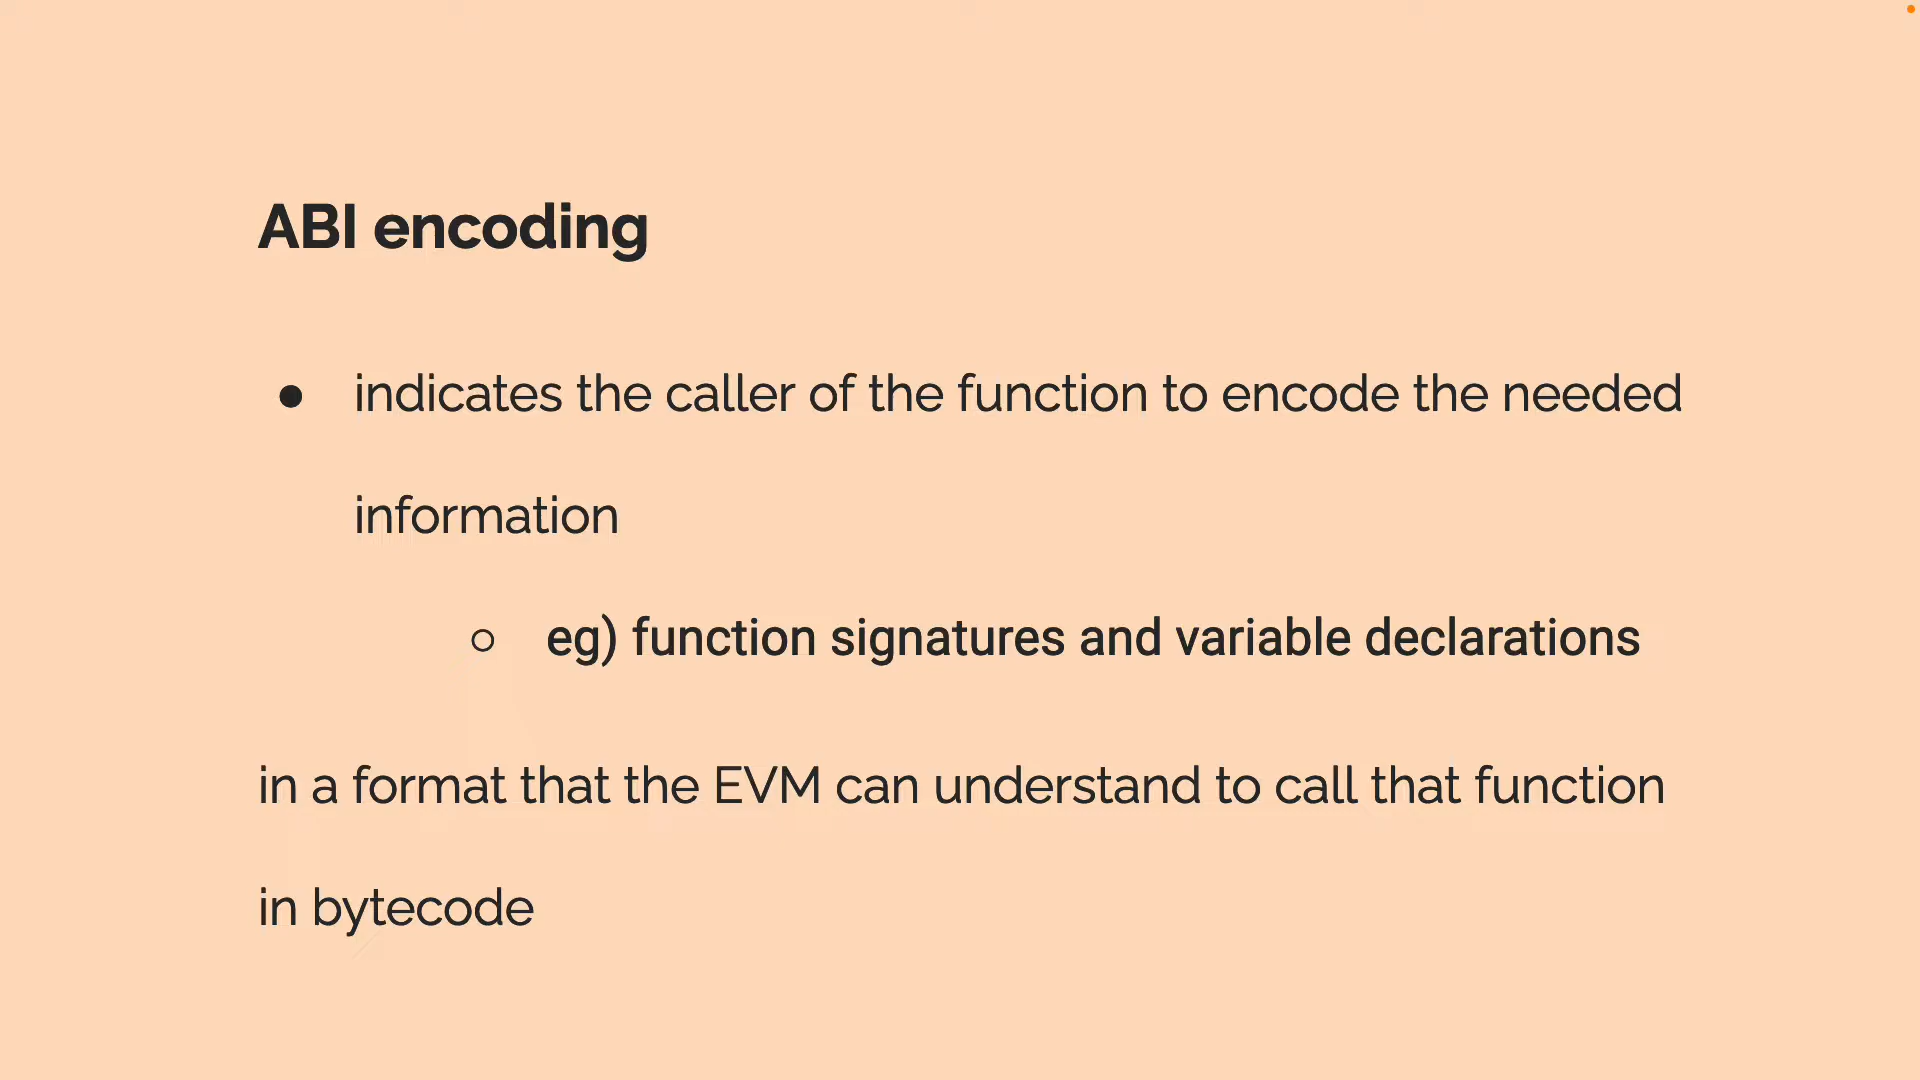 ABI encoding
● indicates the caller of the function to encode the needed
information
○ eg) function signatures and variable declarations
in a format that the EVM can understand to call that function
in bytecode